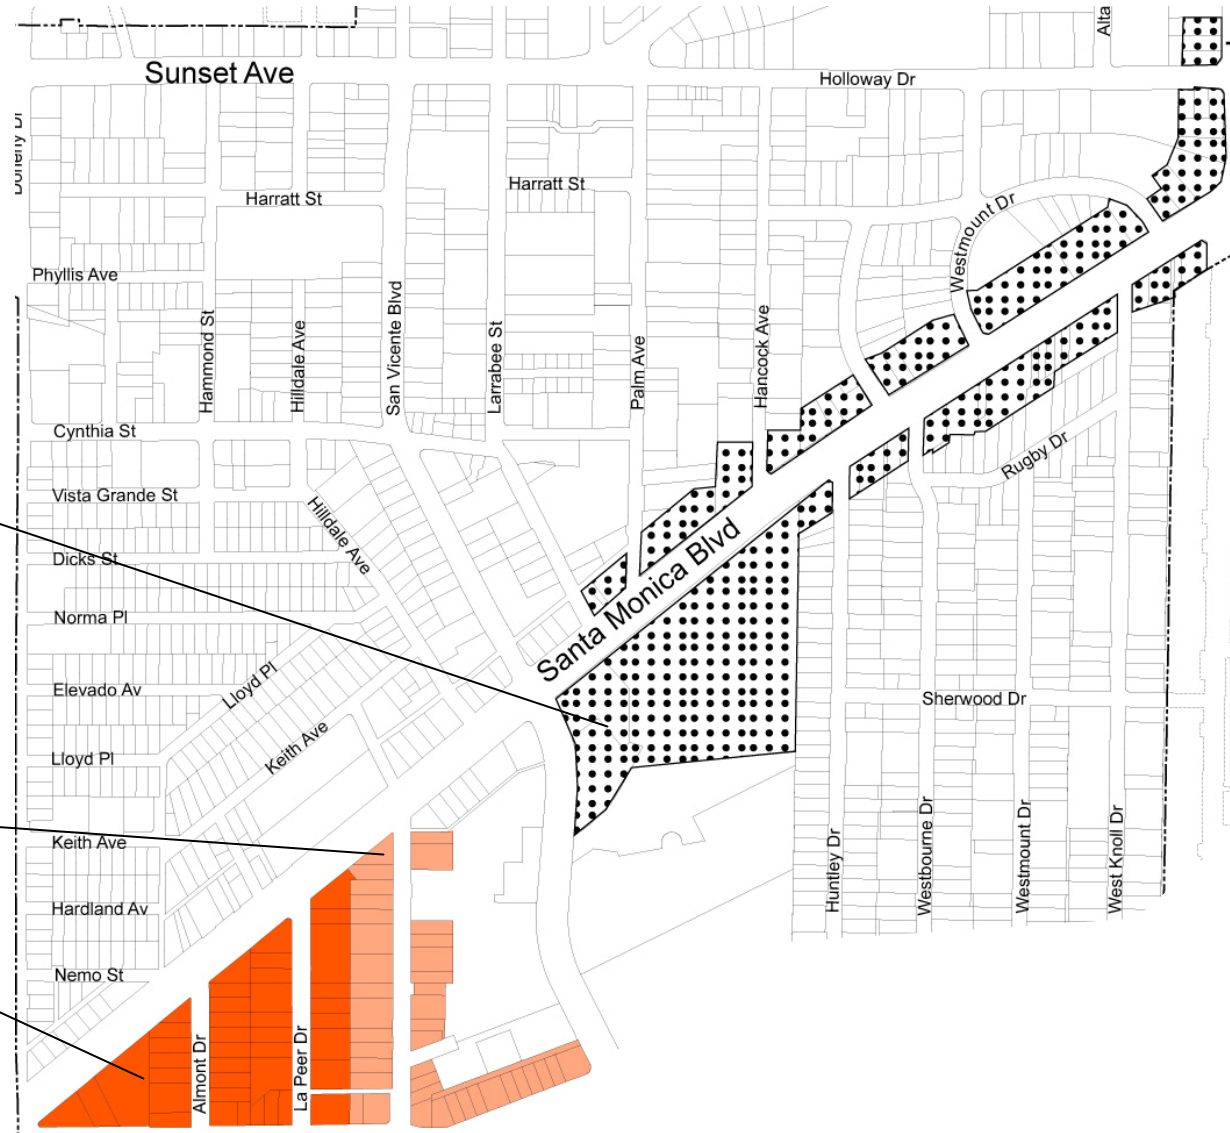 Alta
Sunset Ave
Holloway Dr
Doheny Dr
Harratt St
Harratt St
Westmount Dr
Phyllis Ave
Hammond St
Hilldale Ave
San Vicente Blvd
Larrabee St
Palm Ave
Hancock Ave
Cynthia St
Rugby Dr
Vista Grande St
Hilldale Ave
Dicks St
Santa Monica Blvd
Norma Pl
Elevado Av
Lloyd Pl
Sherwood Dr
Keith Ave
Lloyd Pl
Keith Ave
Huntley Dr
Westbourne Dr
Westmount Dr
West Knoll Dr
Hardland Av
Nemo St
Almont Dr
La Peer Dr